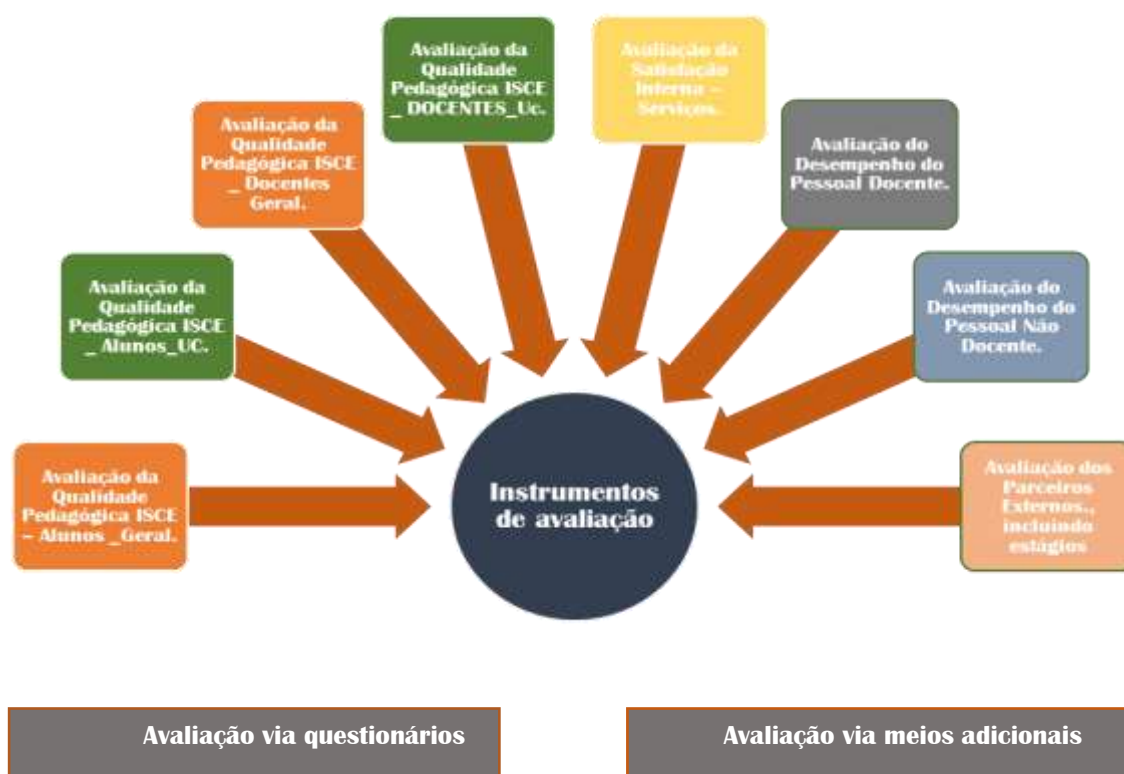 Avaliação da
Qualidade
Pedagógica ISCE
– Alunos _Geral.
Avaliação da
Qualidade
Pedagógica ISCE
_ Alunos_UC.
Avaliação da
Qualidade
Pedagógica ISCE
_ Docentes
Geral.
Avaliação da
Qualidade
Pedagógica ISCE
_ DOCENTES_Uc.
Avaliação da
Satisfação
Interna –
Serviços.
Avaliação do
Desempenho do
Pessoal Docente.
Avaliação do
Desempenho do
Pessoal Não
Docente.
Avaliação dos
Parceiros
Externos.,
incluindo
estágios
Instrumentos
de avaliação
Avaliação via questionários
Avaliação via meios adicionais